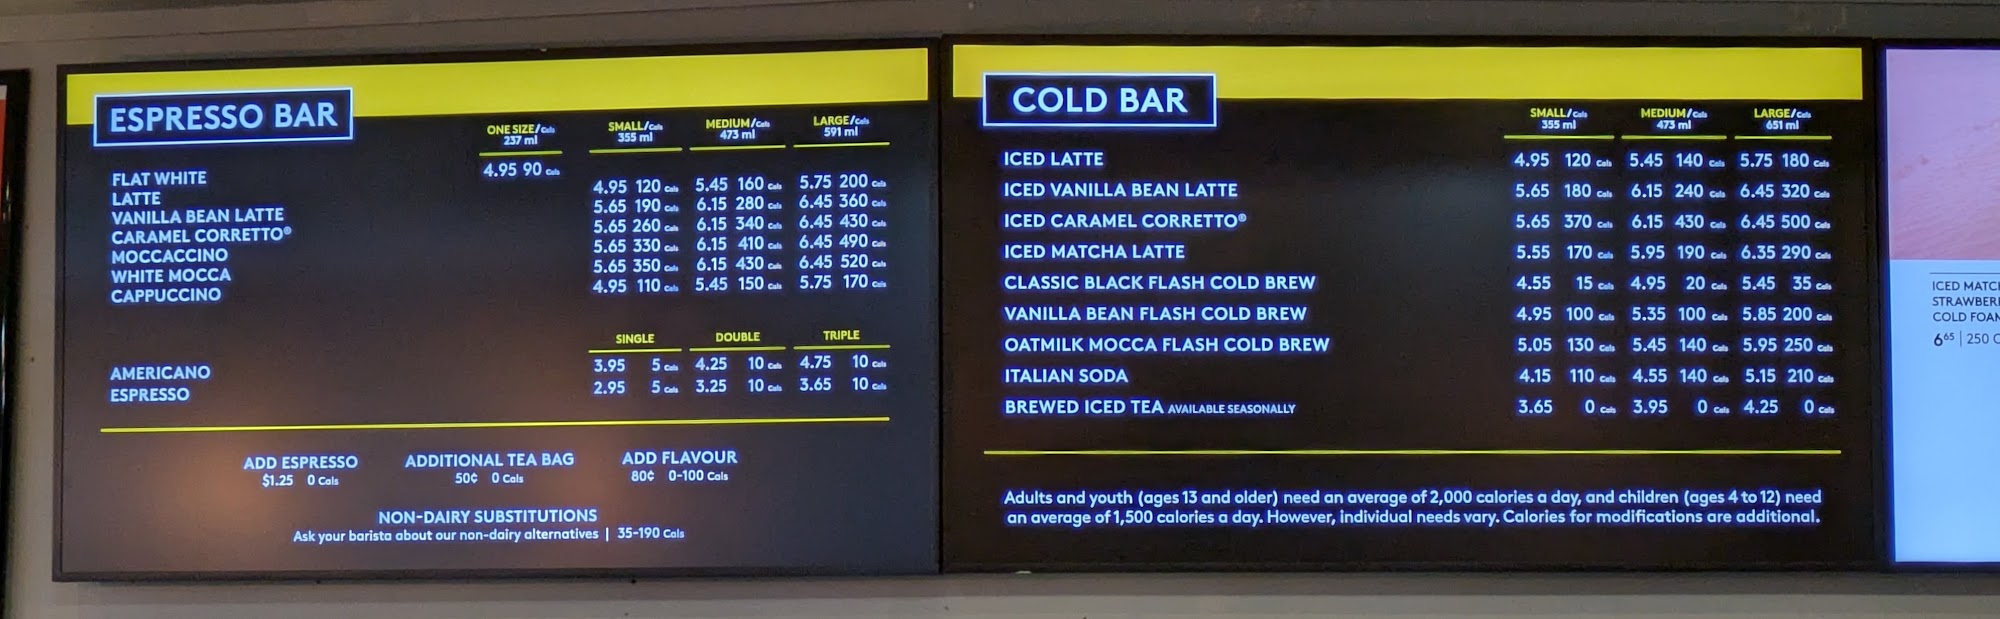 ESPRESSO BAR
ONE SIZE/Cals SMALL/Cals MEDIUM/Cals LARGE/Cals
237 ml 355 ml 473 ml 591 ml
FLAT WHITE 4.95 90 Cals
LATTE 4.95 120 Cals 5.45 160 Cals 5.75 200 Cals
VANILLA BEAN LATTE 5.65 190 Cals 6.15 280 Cals 6.45 360 Cals
CARAMEL CORRETTO® 5.65 260 Cals 6.15 340 Cals 6.45 430 Cals
MOCCACCINO 5.65 330 Cals 6.15 410 Cals 6.45 490 Cals
WHITE MOCCA 5.65 350 Cals 6.15 430 Cals 6.45 520 Cals
CAPPUCCINO 4.95 110 Cals 5.45 150 Cals 5.75 170 Cals
SINGLE DOUBLE TRIPLE
AMERICANO 3.95 5 Cals 4.25 10 Cals 4.75 10 Cals
ESPRESSO 2.95 5 Cals 3.25 10 Cals 3.65 10 Cals
ADD ESPRESSO ADDITIONAL TEA BAG ADD FLAVOUR
$1.25 0 Cals 50¢ 0 Cals 80¢ 0-100 Cals
NON-DAIRY SUBSTITUTIONS
Ask your barista about our non-dairy alternatives | 35-190 Cals
COLD BAR
SMALL/Cals MEDIUM/Cals LARGE/Cals
355 ml 473 ml 651 ml
ICED LATTE 4.95 120 Cals 5.45 140 Cals 5.75 180 Cals
ICED VANILLA BEAN LATTE 5.65 180 Cals 6.15 240 Cals 6.45 320 Cals
ICED CARAMEL CORRETTO® 5.65 370 Cals 6.15 430 Cals 6.45 500 Cals
ICED MATCHA LATTE 5.55 170 Cals 5.95 190 Cals 6.35 290 Cals
CLASSIC BLACK FLASH COLD BREW 4.55 15 Cals 4.95 20 Cals 5.45 35 Cals
VANILLA BEAN FLASH COLD BREW 4.95 100 Cals 5.35 100 Cals 5.85 200 Cals
OATMILK MOCCA FLASH COLD BREW 5.05 130 Cals 5.45 140 Cals 5.95 250 Cals
ITALIAN SODA 4.15 110 Cals 4.55 140 Cals 5.15 210 Cals
BREWED ICED TEA AVAILABLE SEASONALLY 3.65 0 Cals 3.95 0 Cals 4.25 0 Cals
Adults and youth (ages 13 and older) need an average of 2,000 calories a day, and children (ages 4 to 12) need
an average of 1,500 calories a day. However, individual needs vary. Calories for modifications are additional.
ICED
COLD
6.65 | 250